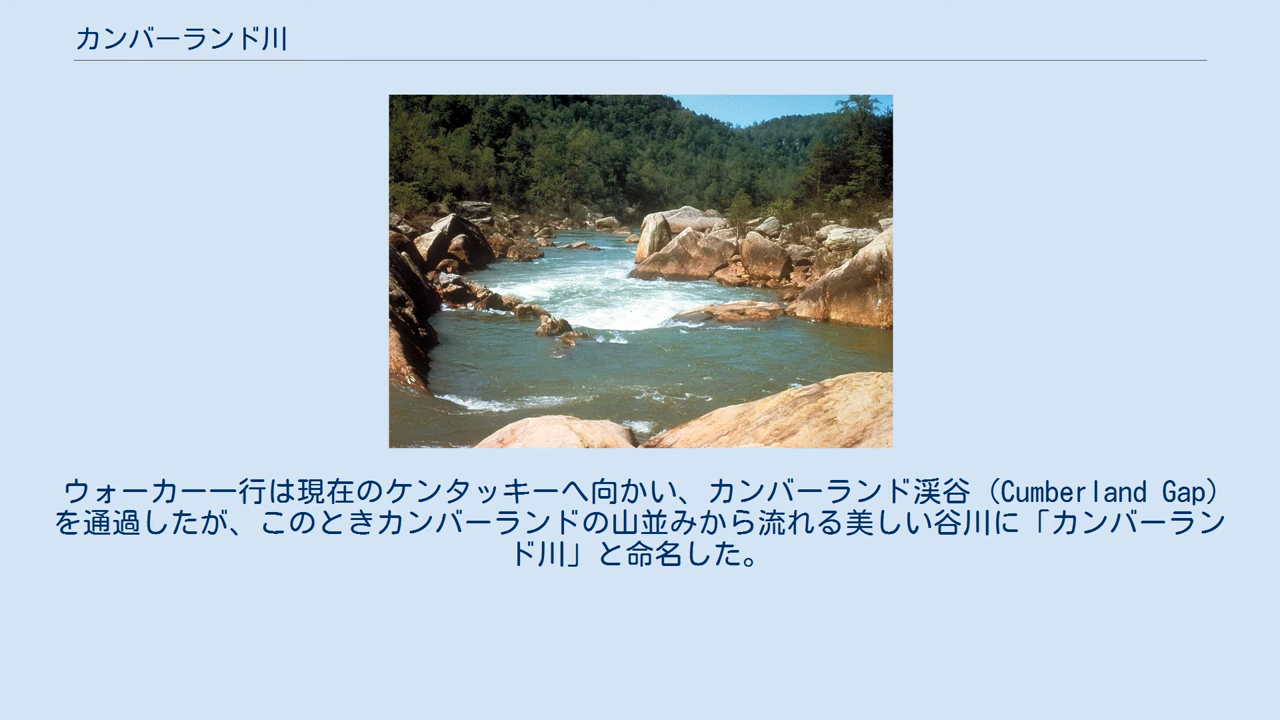 カンバーランド川
ウォーカー一行は現在のケンタッキーへ向かい、カンバーランド渓谷（Cumberland Gap）
を通過したが、このときカンバーランドの山並みから流れる美しい谷川に「カンバーラン
ド川」と命名した。